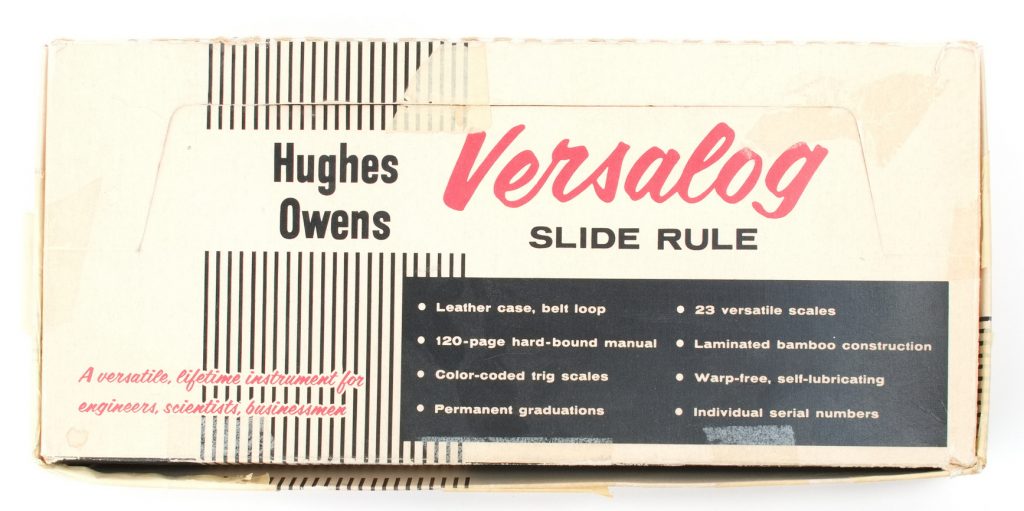 Hughes
Owens
Versalog
SLIDE RULE
• Leather case, belt loop
• 120-page hard-bound manual
• Color-coded trig scales
• Permanent graduations
• 23 versatile scales
• Laminated bamboo construction
• Warp-free, self-lubricating
• Individual serial numbers
A versatile, lifetime instrument for
engineers, scientists, businessmen